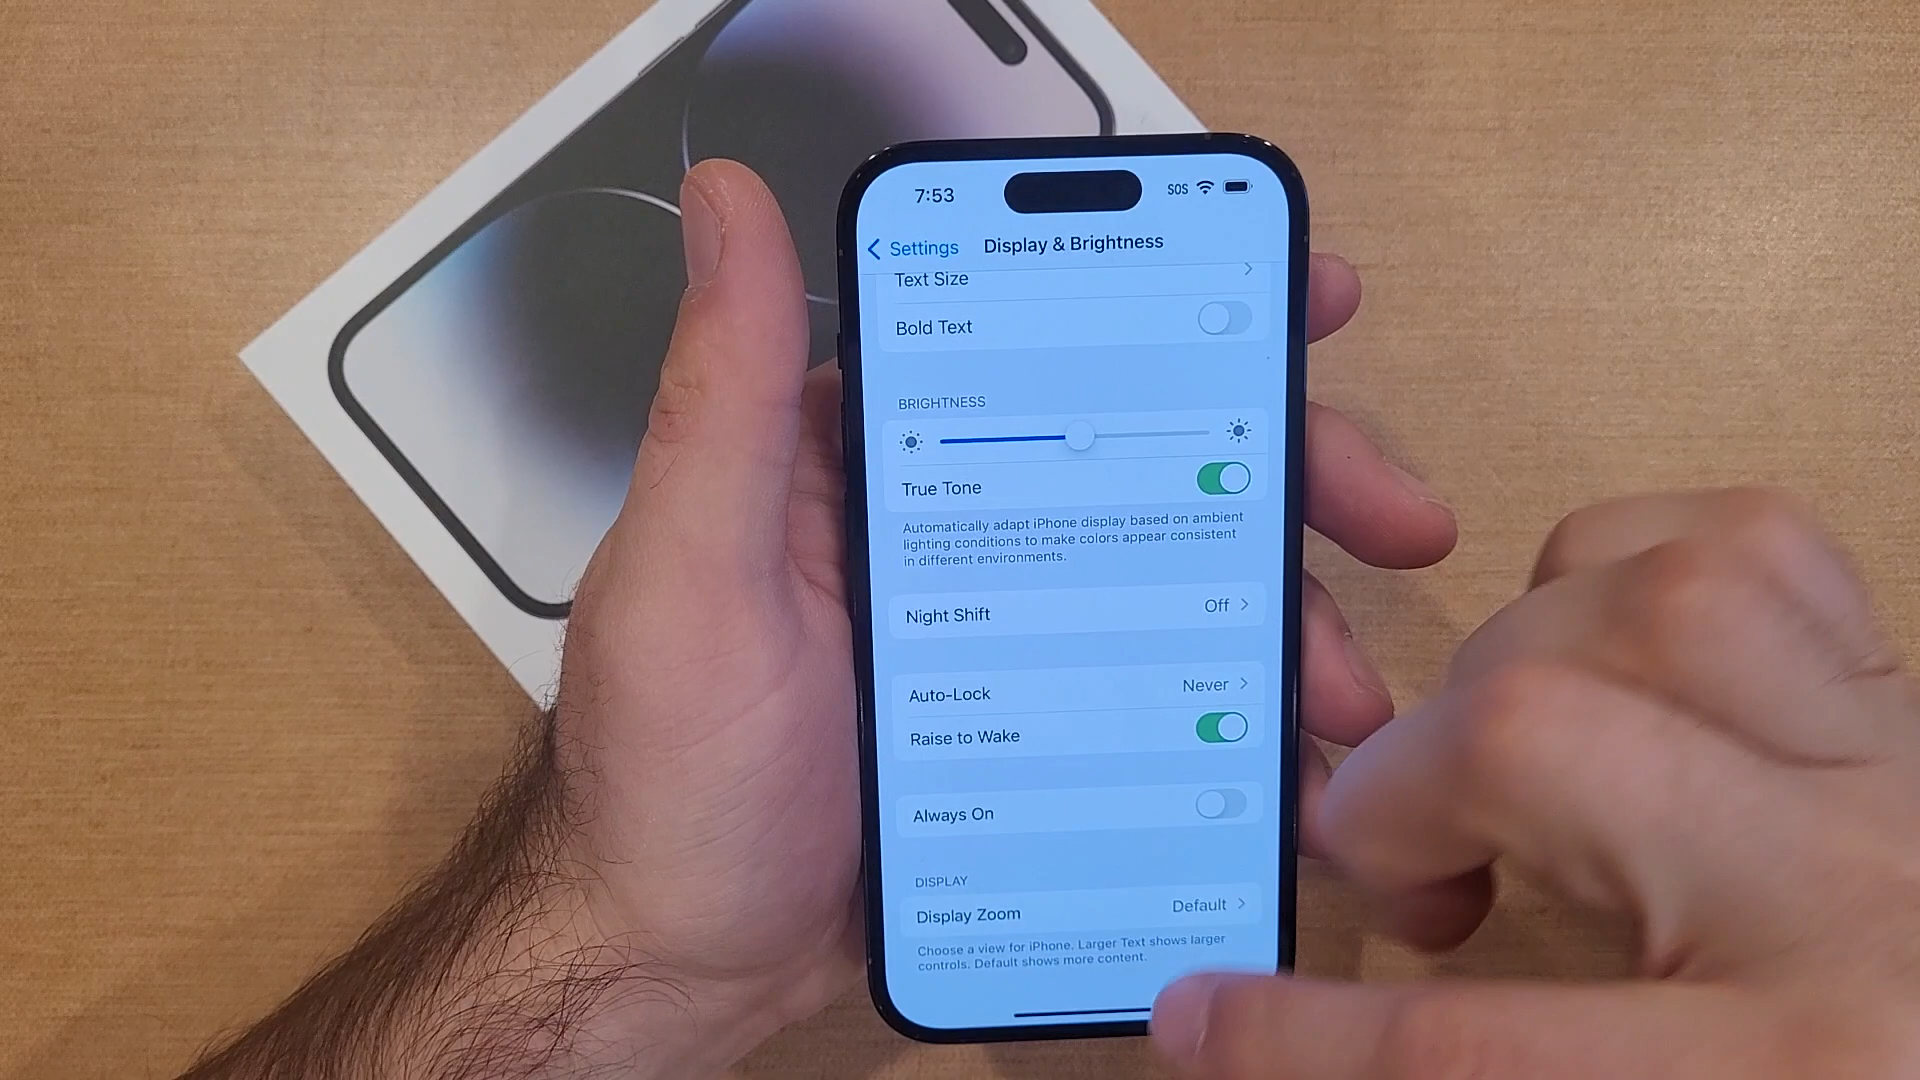 7:53
SOS
Settings
Display & Brightness
Text Size
Bold Text
BRIGHTNESS
True Tone
Automatically adapt iPhone display based on ambient
lighting conditions to make colors appear consistent
in different environments.
Night Shift
Off
Auto-Lock
Never
Raise to Wake
Always On
DISPLAY
Display Zoom
Default
Choose a view for iPhone. Larger Text shows larger
controls. Default shows more content.